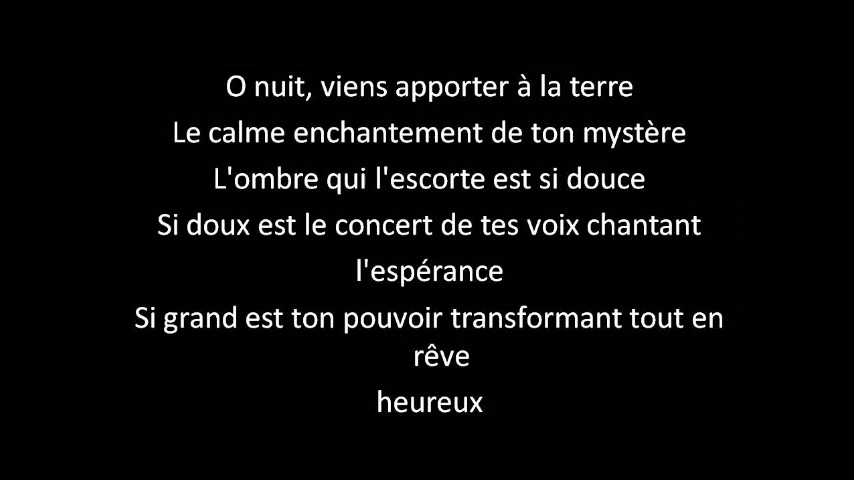 O nuit, viens apporter à la terre
Le calme enchantement de ton mystère
L'ombre qui l'escorte est si douce
Si doux est le concert de tes voix chantant
l'espérance
Si grand est ton pouvoir transformant tout en
rêve
heureux